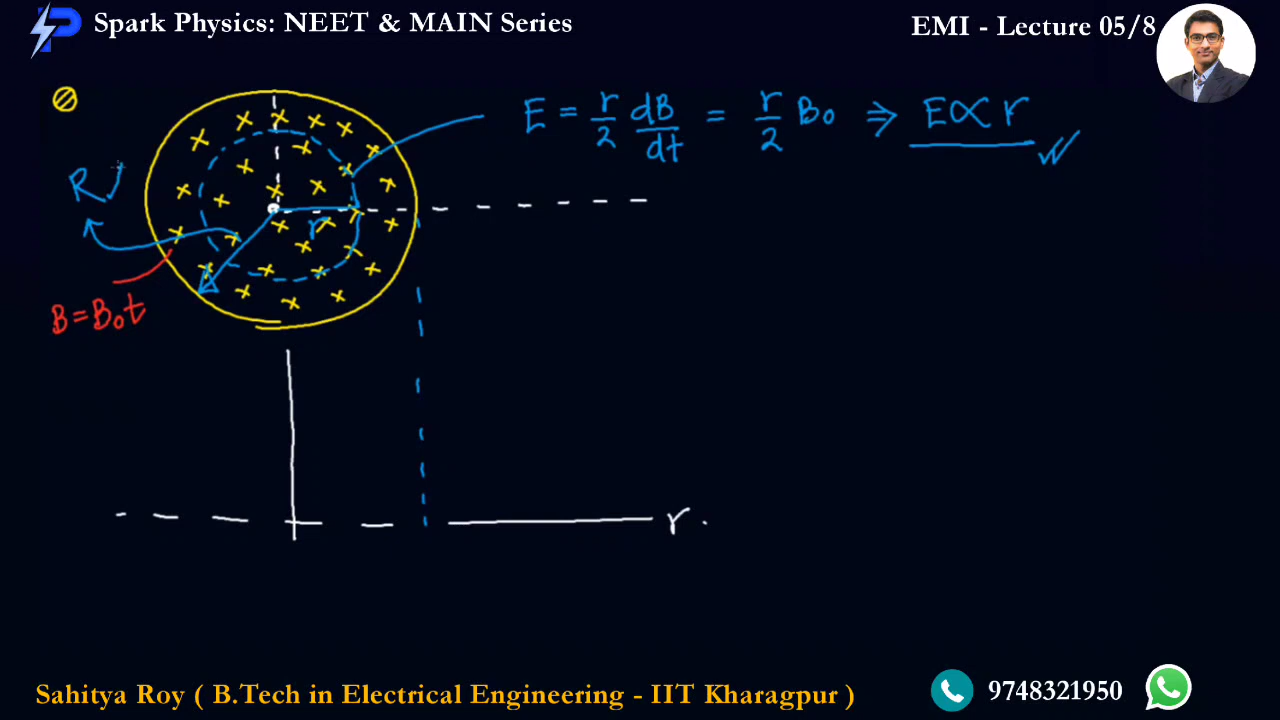 Spark Physics: NEET & MAIN Series
EMI - Lecture 05/8
E = r/2 dB/dt = r/2 B₀ ⇒ E ∝ r
R
r
B = B₀t
r
Sahitya Roy ( B.Tech in Electrical Engineering - IIT Kharagpur )
9748321950